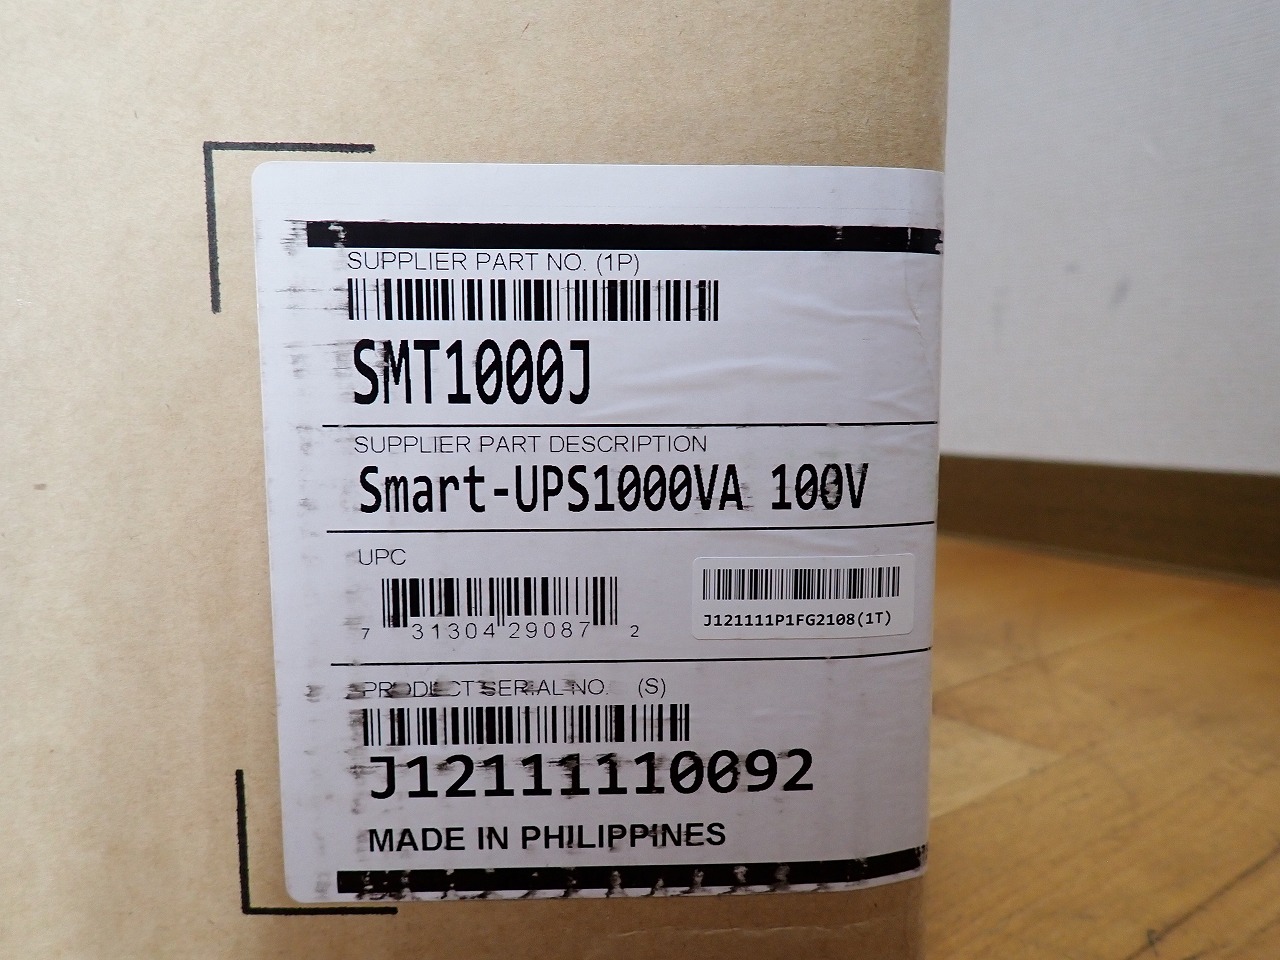 SUPPLIER PART NO. (1P)
SMT1000J
SUPPLIER PART DESCRIPTION
Smart-UPS1000VA 100V
UPC
7 31304 29087 2
J121111P1FG2108(1T)
PRODUCT SERIAL NO. (S)
J12111110092
MADE IN PHILIPPINES